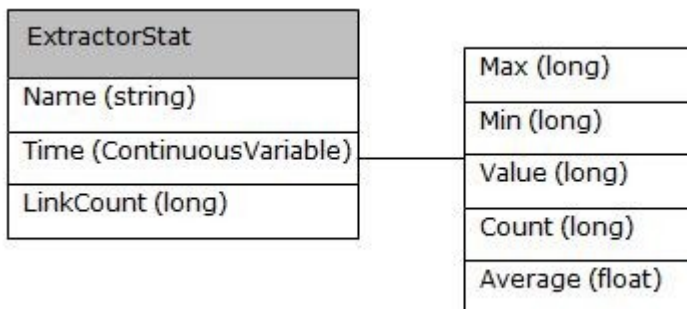 ExtractorStat
Name (string)
Time (ContinuousVariable)
LinkCount (long)
Max (long)
Min (long)
Value (long)
Count (long)
Average (float)